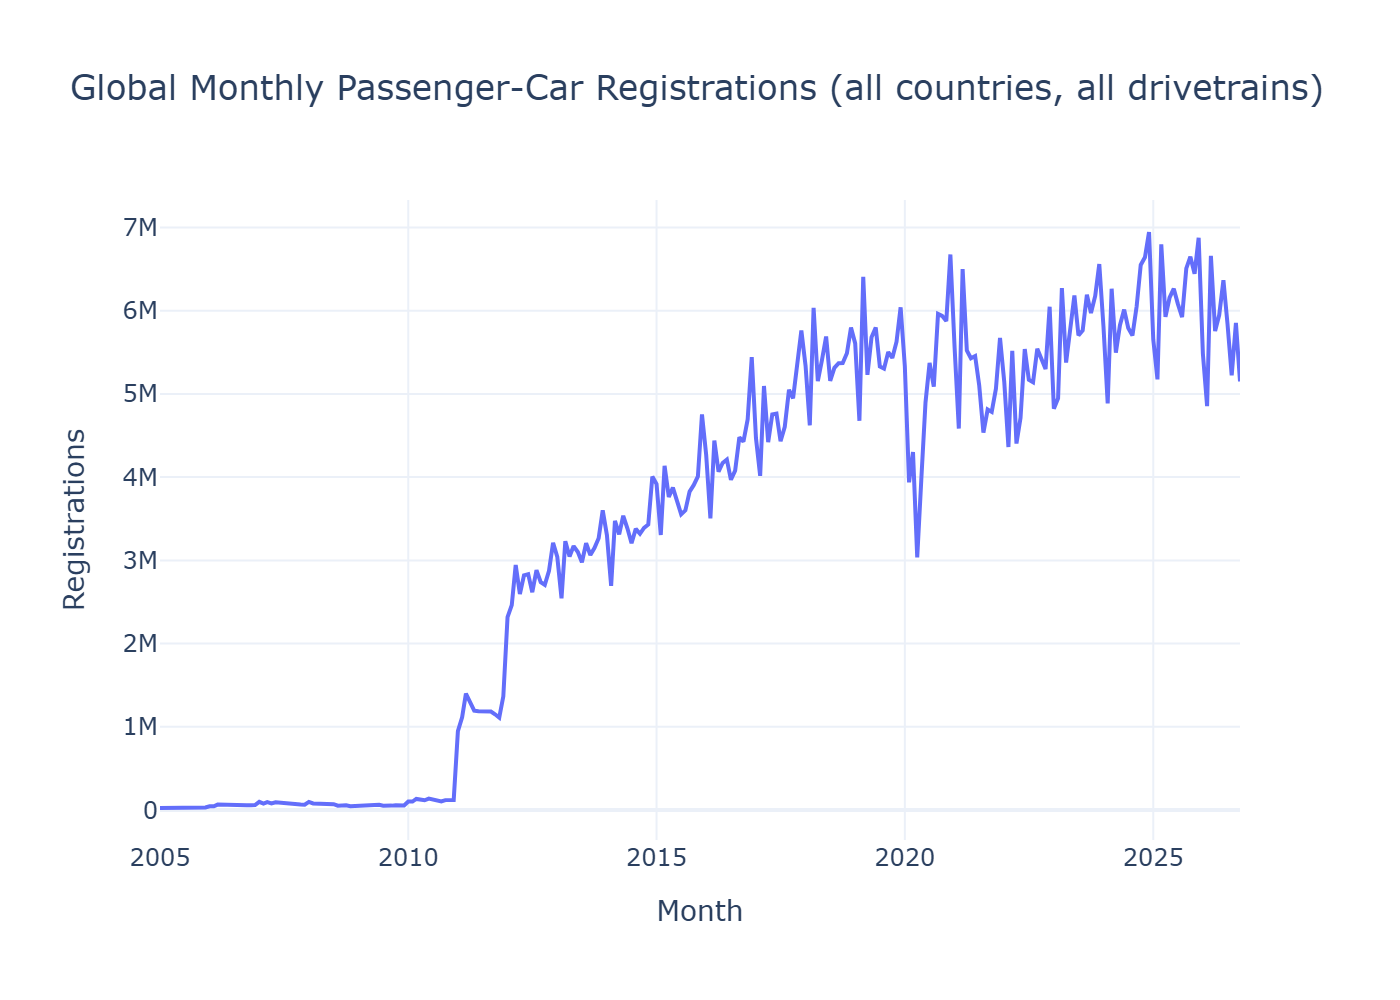 Global Monthly Passenger-Car Registrations (all countries, all drivetrains)
7M
6M
5M
4M
3M
2M
1M
0
Registrations
2005
2010
2015
2020
2025
Month